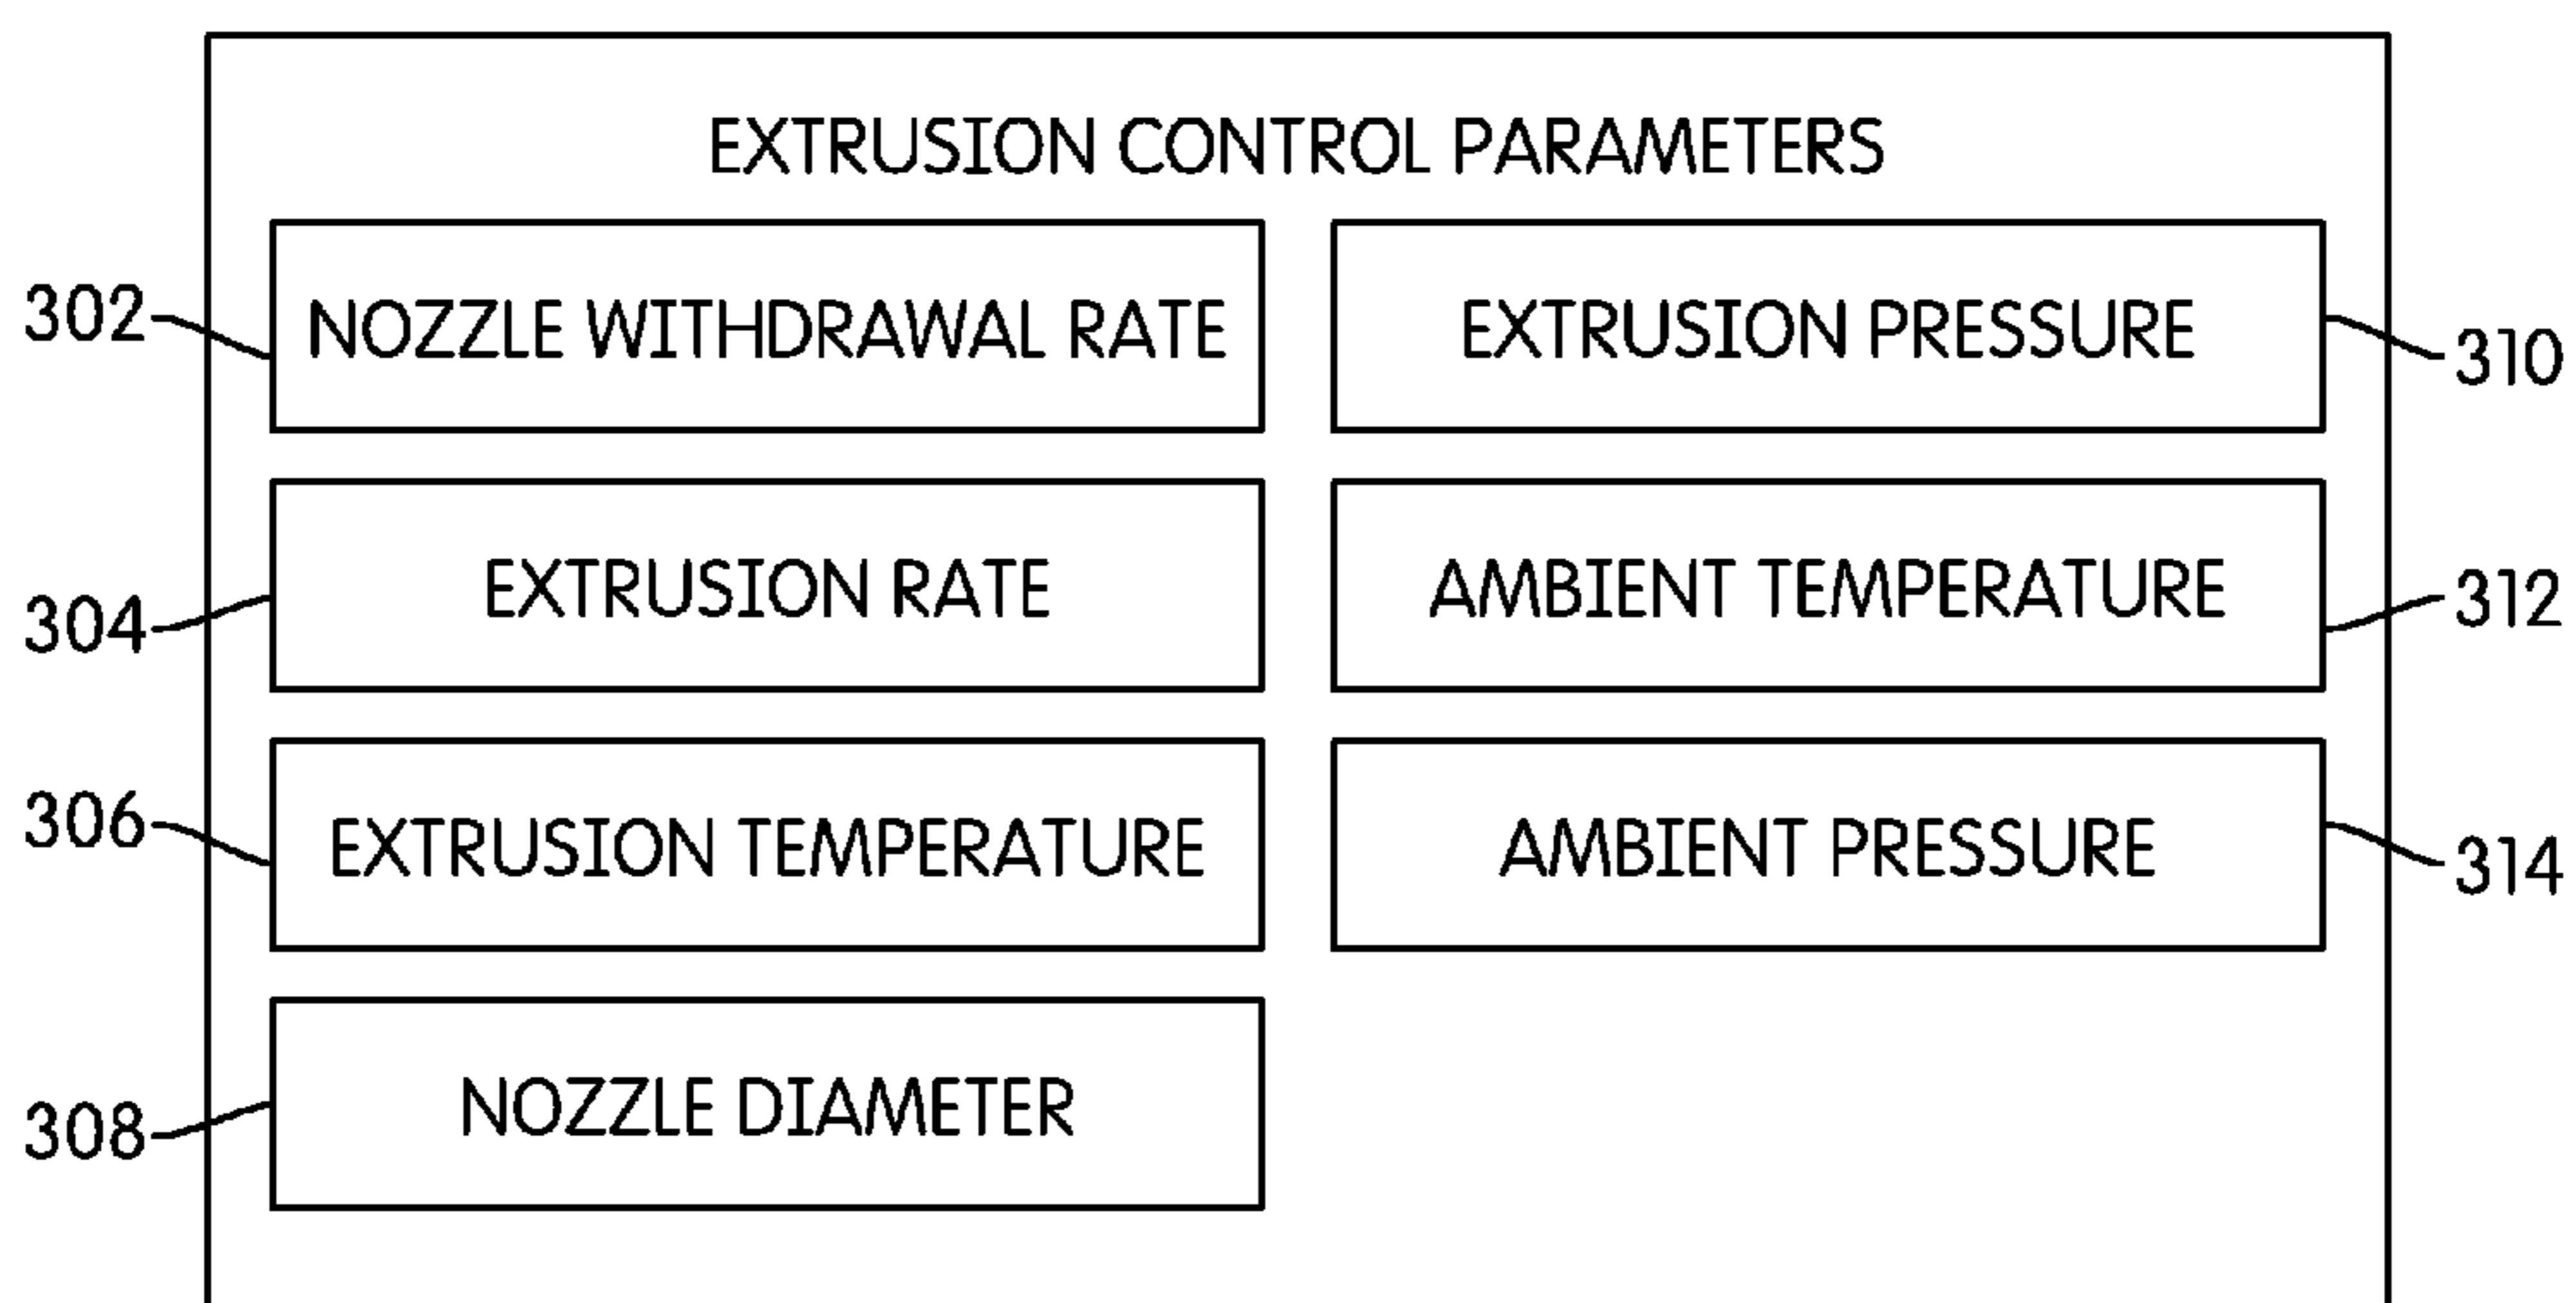 EXTRUSION CONTROL PARAMETERS
302
NOZZLE WITHDRAWAL RATE
EXTRUSION PRESSURE
310
304
EXTRUSION RATE
AMBIENT TEMPERATURE
312
306
EXTRUSION TEMPERATURE
AMBIENT PRESSURE
314
308
NOZZLE DIAMETER